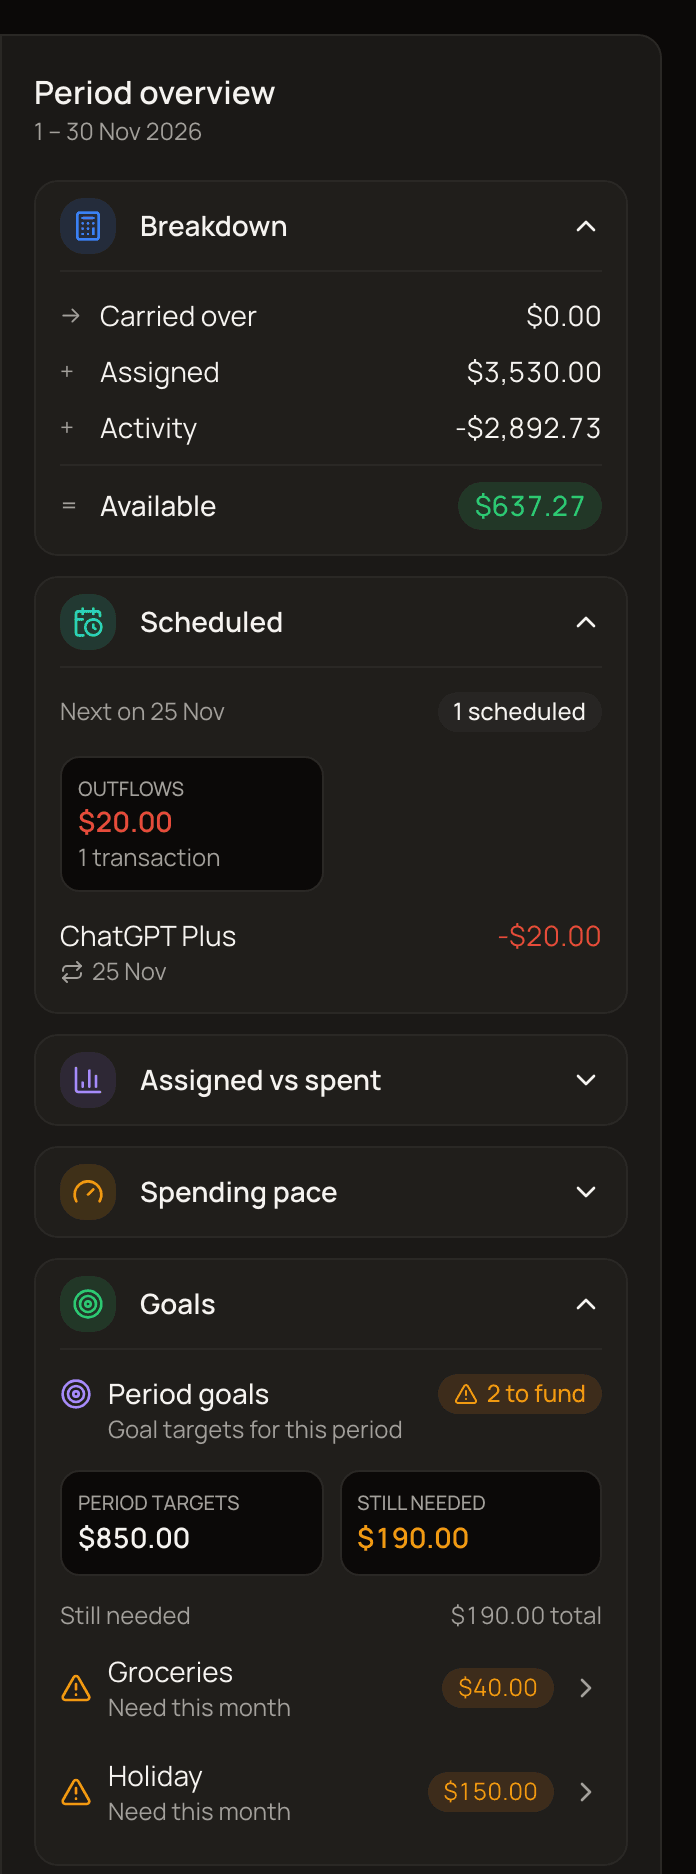 Period overview
1 – 30 Nov 2026
Breakdown
→ Carried over $0.00
+ Assigned $3,530.00
+ Activity -$2,892.73
= Available $637.27
Scheduled
Next on 25 Nov 1 scheduled
OUTFLOWS
$20.00
1 transaction
ChatGPT Plus -$20.00
25 Nov
Assigned vs spent
Spending pace
Goals
Period goals 2 to fund
Goal targets for this period
PERIOD TARGETS STILL NEEDED
$850.00 $190.00
Still needed $190.00 total
Groceries $40.00
Need this month
Holiday $150.00
Need this month